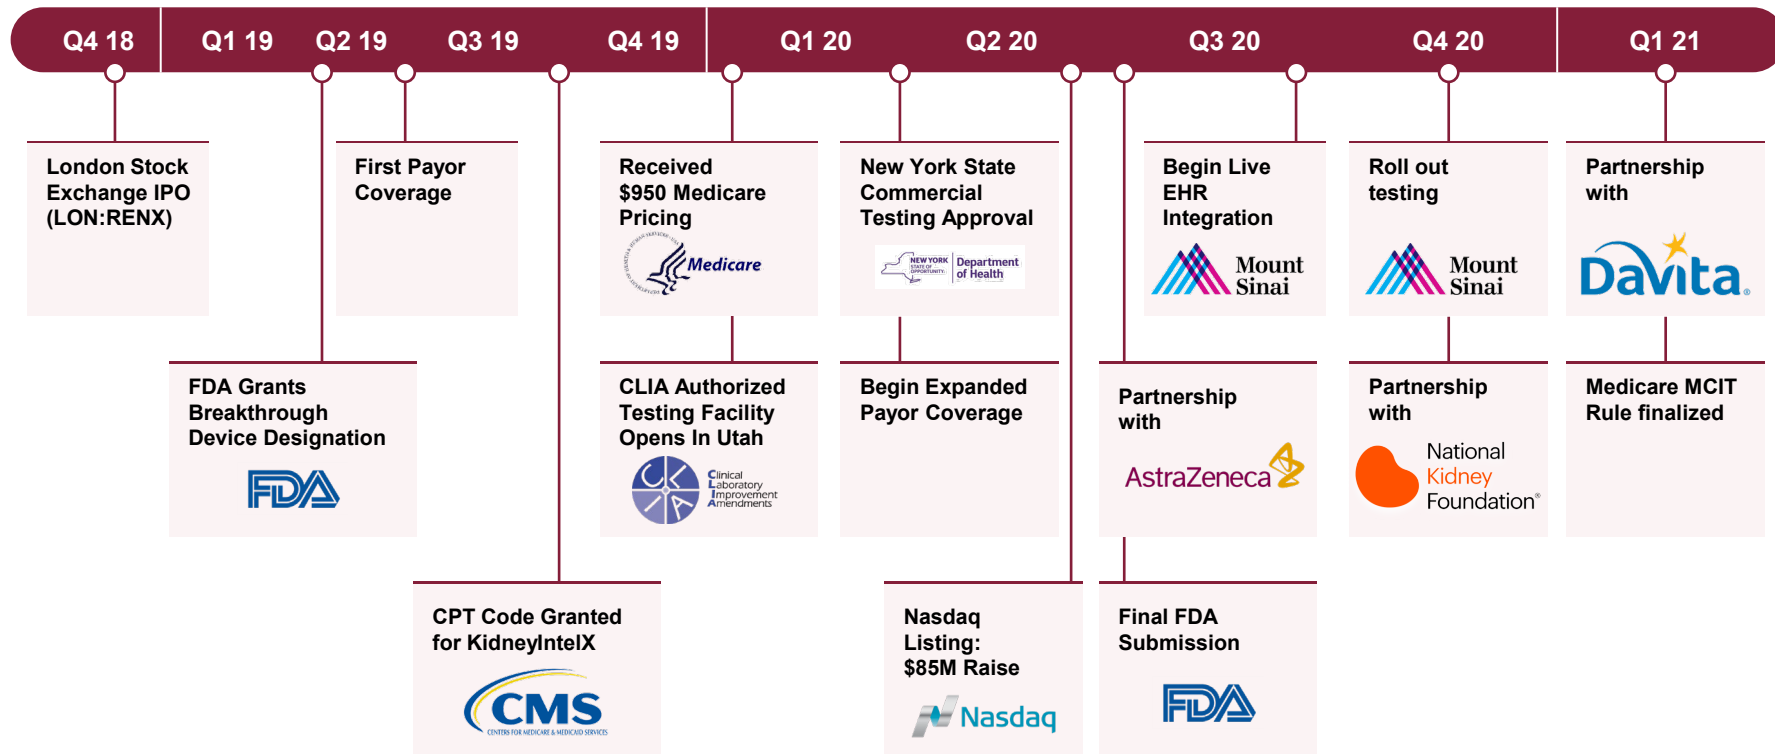 Q4 18
Q1 19
Q2 19
Q3 19
Q4 19
Q1 20
Q2 20
Q3 20
Q4 20
Q1 21
London Stock
Exchange IPO
(LON:RENX)
First Payor
Coverage
Received
$950 Medicare
Pricing
Medicare
New York State
Commercial
Testing Approval
NEW YORK
STATE OF
OPPORTUNITY.
Department
of Health
Begin Live
EHR
Integration
Mount
Sinai
Roll out
testing
Mount
Sinai
Partnership
with
DaVita®
FDA Grants
Breakthrough
Device Designation
FDA
CLIA Authorized
Testing Facility
Opens In Utah
CLIA
Clinical
Laboratory
Improvement
Amendments
Begin Expanded
Payor Coverage
Partnership
with
AstraZeneca
Partnership
with
National
Kidney
Foundation®
Medicare MCIT
Rule finalized
CPT Code Granted
for KidneyIntelX
CMS
CENTERS FOR MEDICARE & MEDICAID SERVICES
Nasdaq
Listing:
$85M Raise
Nasdaq
Final FDA
Submission
FDA